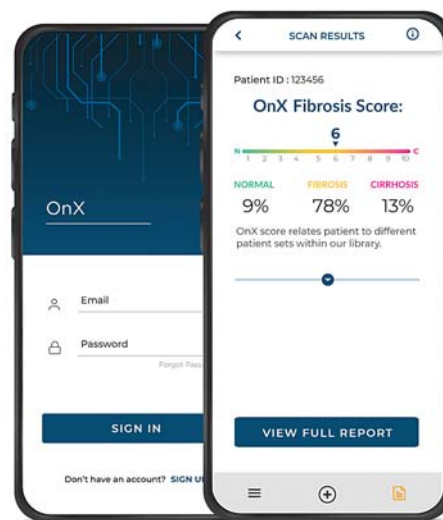 OnX
Email
Password
Forgot Pass
SIGN IN
Don't have an account? SIGN U
SCAN RESULTS
Patient ID : 123456
OnX Fibrosis Score:
6
N C
1 2 3 4 5 6 7 8 9 10
NORMAL FIBROSIS CIRRHOSIS
9% 78% 13%
OnX score relates patient to different
patient sets within our library.
VIEW FULL REPORT